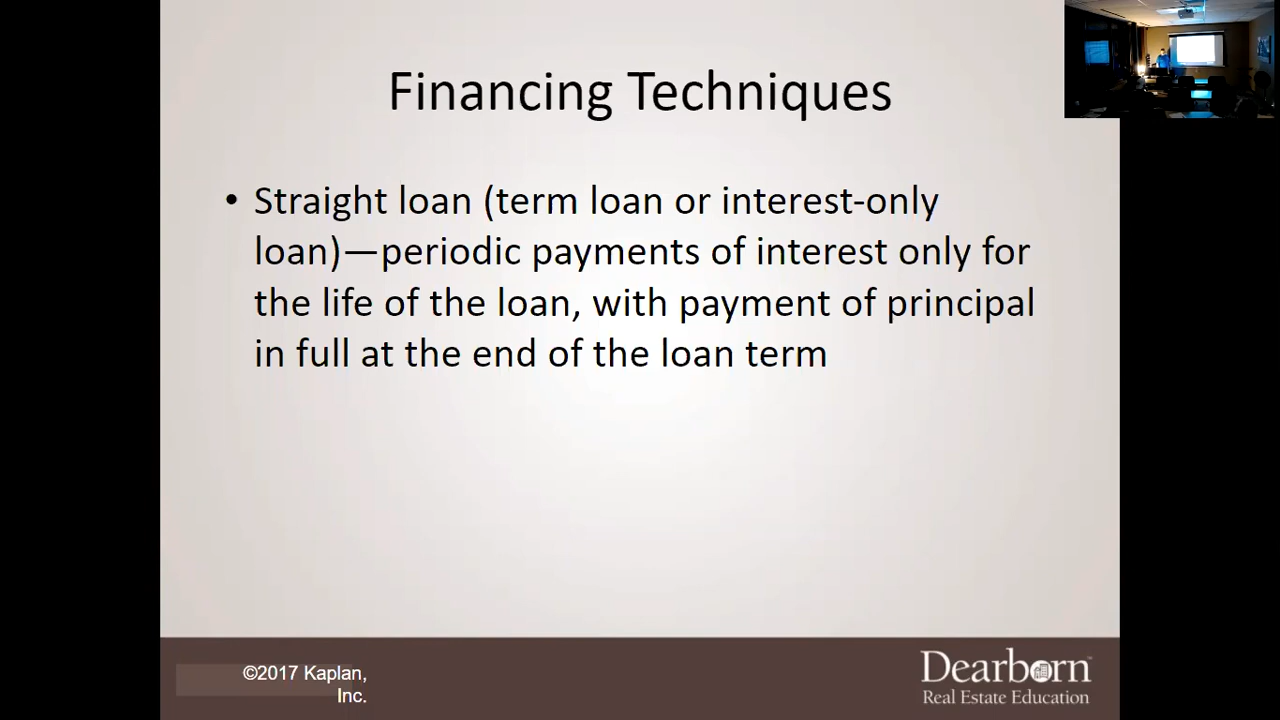 Financing Techniques
• Straight loan (term loan or interest-only
loan)—periodic payments of interest only for
the life of the loan, with payment of principal
in full at the end of the loan term
©2017 Kaplan,
Inc.
Dearborn™
Real Estate Education